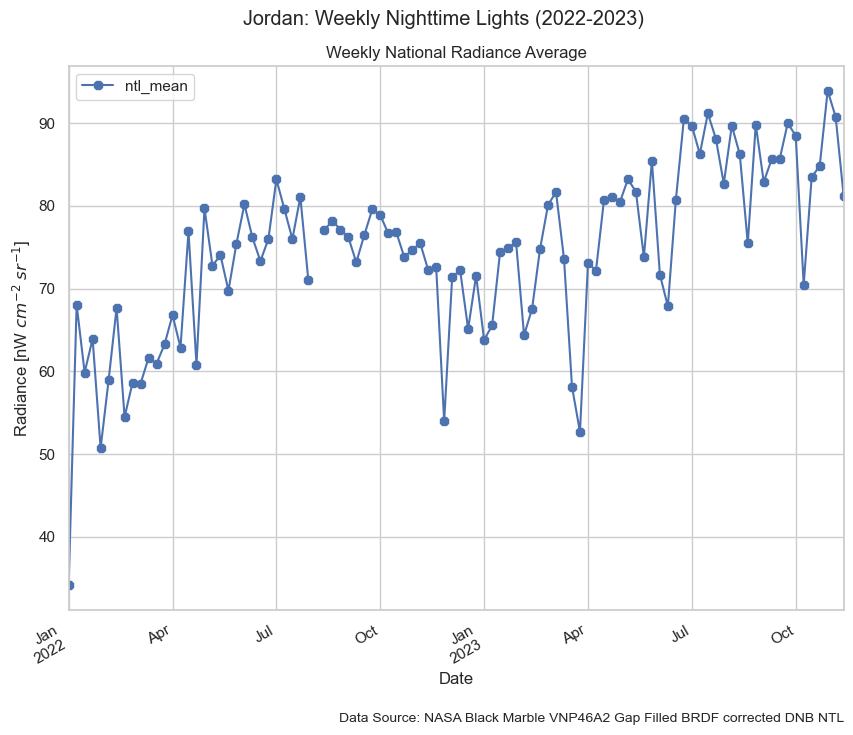 Jordan: Weekly Nighttime Lights (2022-2023)
Weekly National Radiance Average
ntl_mean
90
80
70
60
50
40
Radiance [nW cm⁻² sr⁻¹]
Jan
2022
Apr
Jul
Oct
Jan
2023
Apr
Jul
Oct
Date
Data Source: NASA Black Marble VNP46A2 Gap Filled BRDF corrected DNB NTL